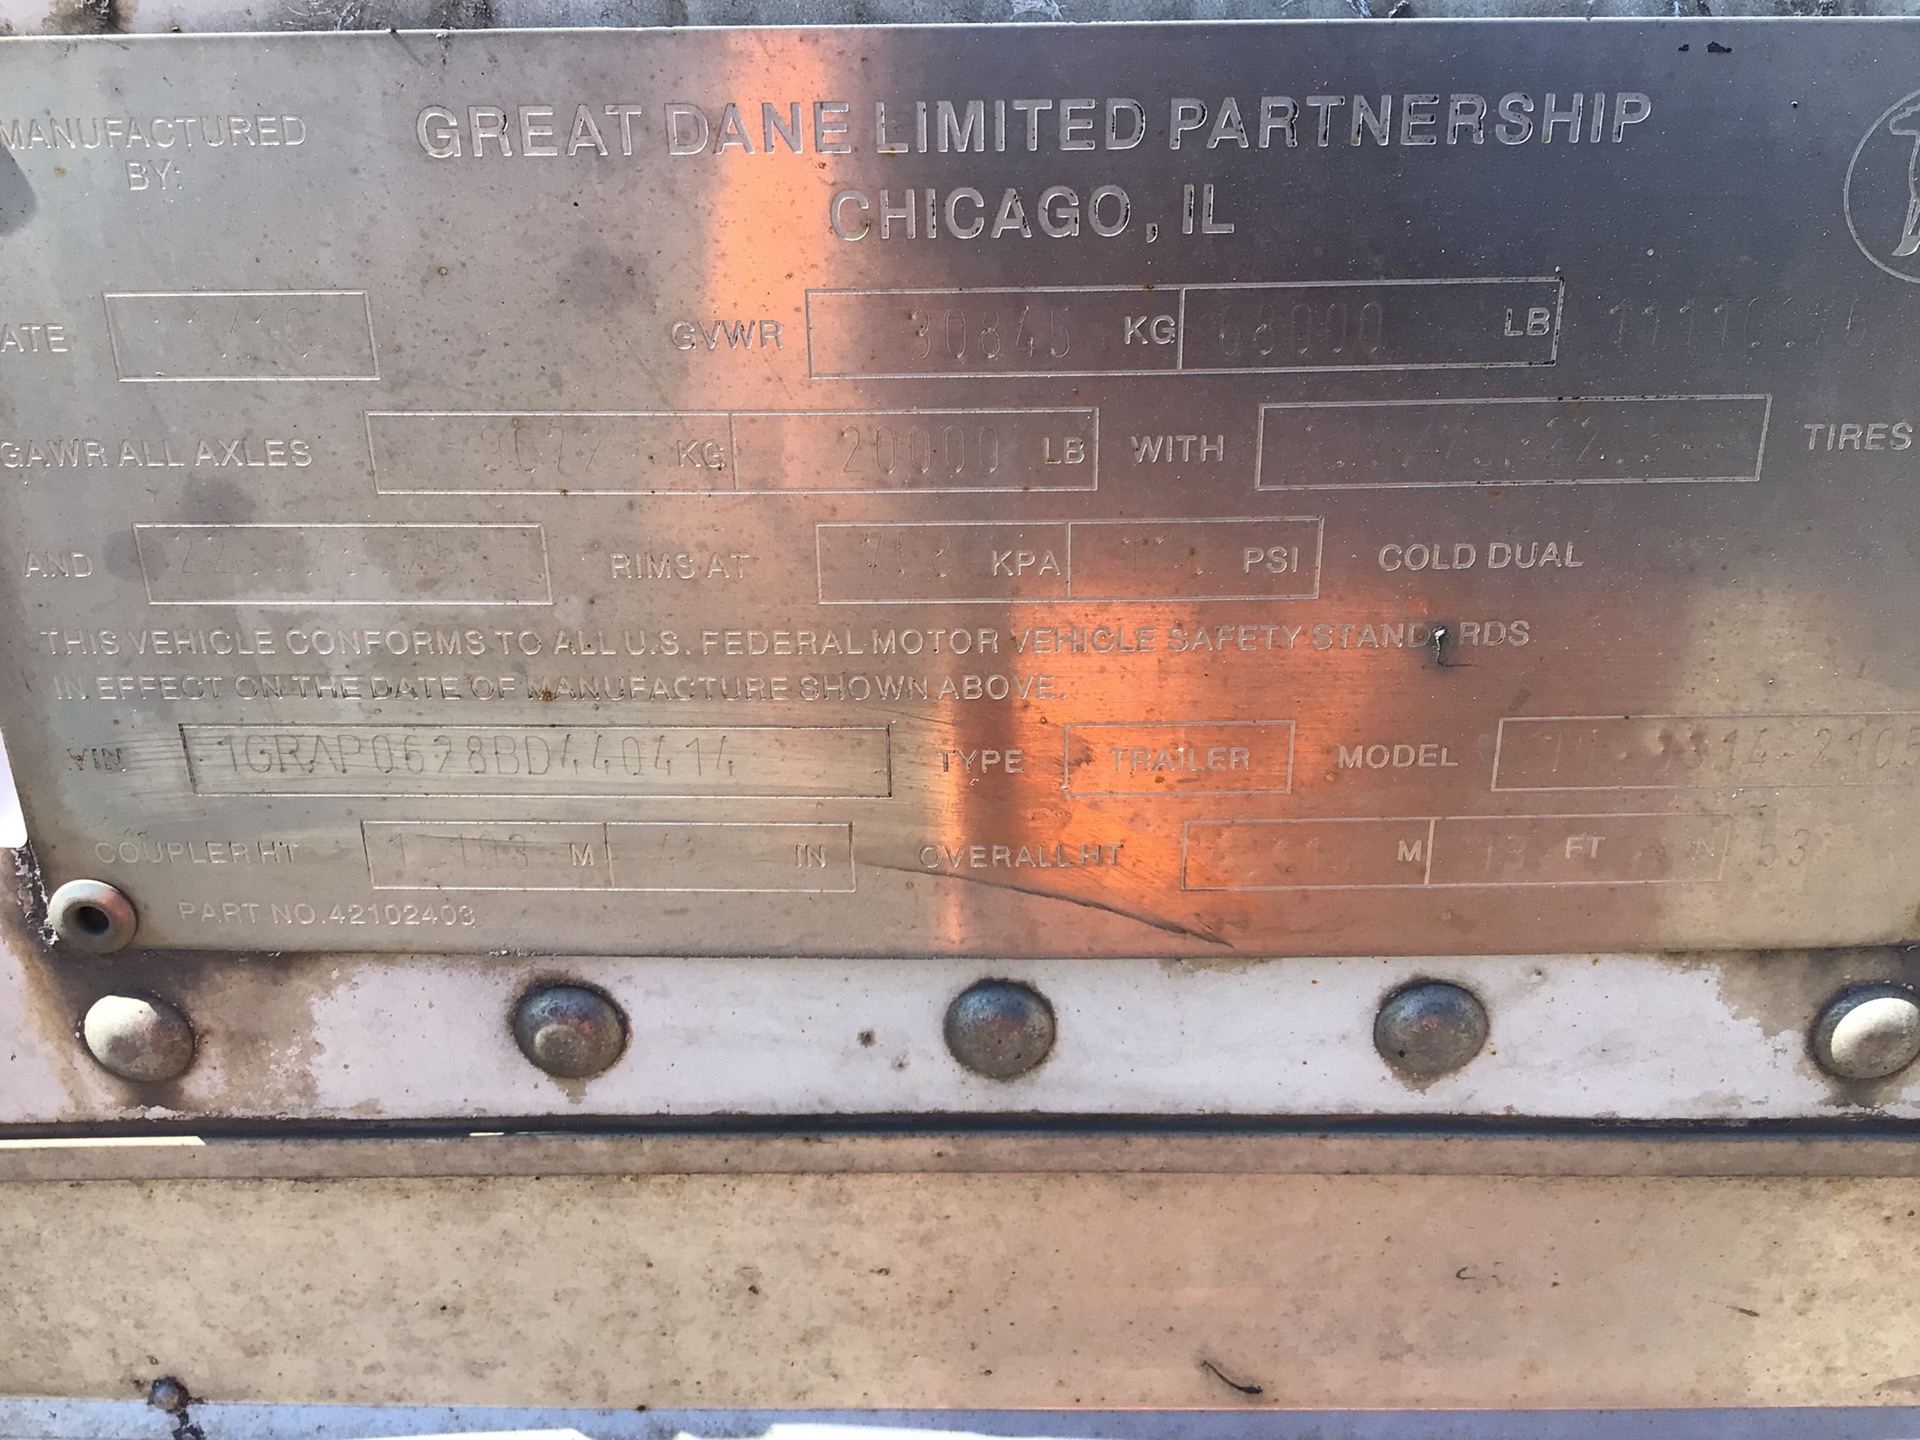 MANUFACTURED BY: GREAT DANE LIMITED PARTNERSHIP
CHICAGO, IL
GVWR 30845 KG 68000 LB
GAWR ALL AXLES 9072 KG 20000 LB WITH TIRES
AND RIMS AT KPA PSI COLD DUAL
THIS VEHICLE CONFORMS TO ALL U.S. FEDERAL MOTOR VEHICLE SAFETY STANDARDS
IN EFFECT ON THE DATE OF MANUFACTURE SHOWN ABOVE.
VIN 1GRAP0628BD440414 TYPE TRAILER MODEL
COUPLER HT M IN OVERALL HT M FT IN 53
PART NO. 42102403